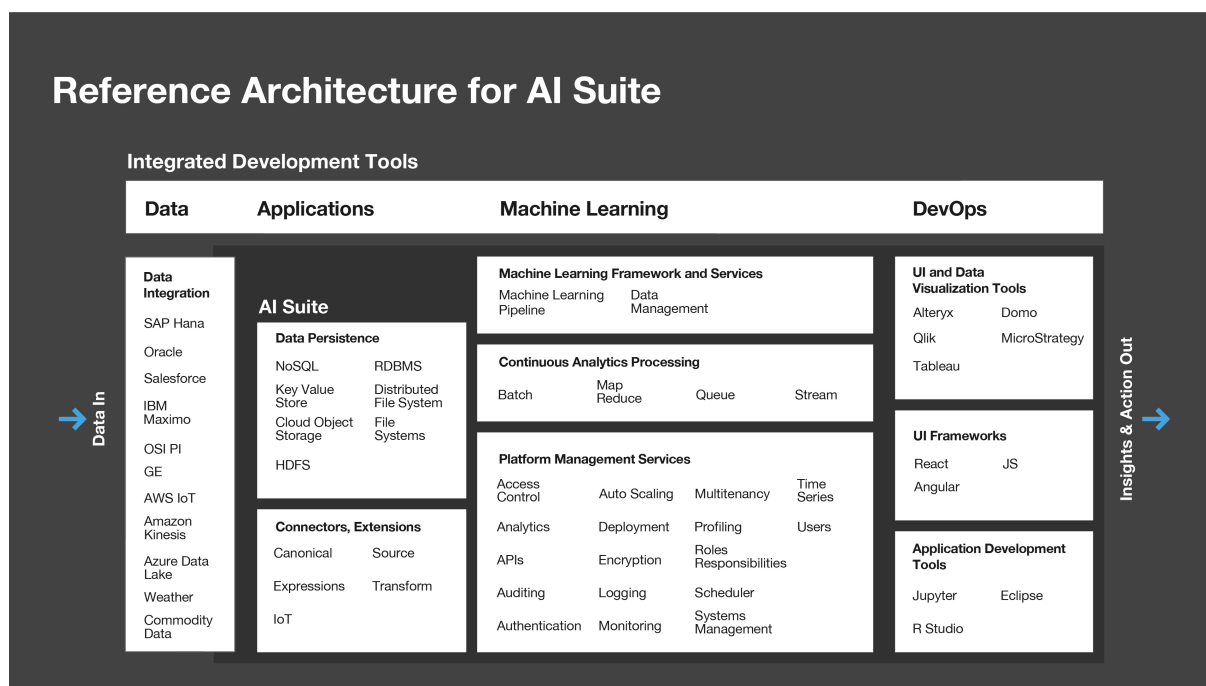 Reference Architecture for AI Suite
Integrated Development Tools
Data
Applications
Machine Learning
DevOps
Data In
Data
Integration
SAP Hana
Oracle
Salesforce
IBM
Maximo
OSI PI
GE
AWS IoT
Amazon
Kinesis
Azure Data
Lake
Weather
Commodity
Data
AI Suite
Data Persistence
NoSQL
RDBMS
Key Value
Store
Distributed
File System
Cloud Object
Storage
File
Systems
HDFS
Connectors, Extensions
Canonical
Source
Expressions
Transform
IoT
Machine Learning Framework and Services
Machine Learning
Pipeline
Data
Management
Continuous Analytics Processing
Batch
Map
Reduce
Queue
Stream
Platform Management Services
Access
Control
Auto Scaling
Multitenancy
Time
Series
Analytics
Deployment
Profiling
Users
APIs
Encryption
Roles
Responsibilities
Auditing
Logging
Scheduler
Authentication
Monitoring
Systems
Management
UI and Data
Visualization Tools
Alteryx
Domo
Qlik
MicroStrategy
Tableau
UI Frameworks
React
JS
Angular
Application Development
Tools
Jupyter
Eclipse
R Studio
Insights & Action Out